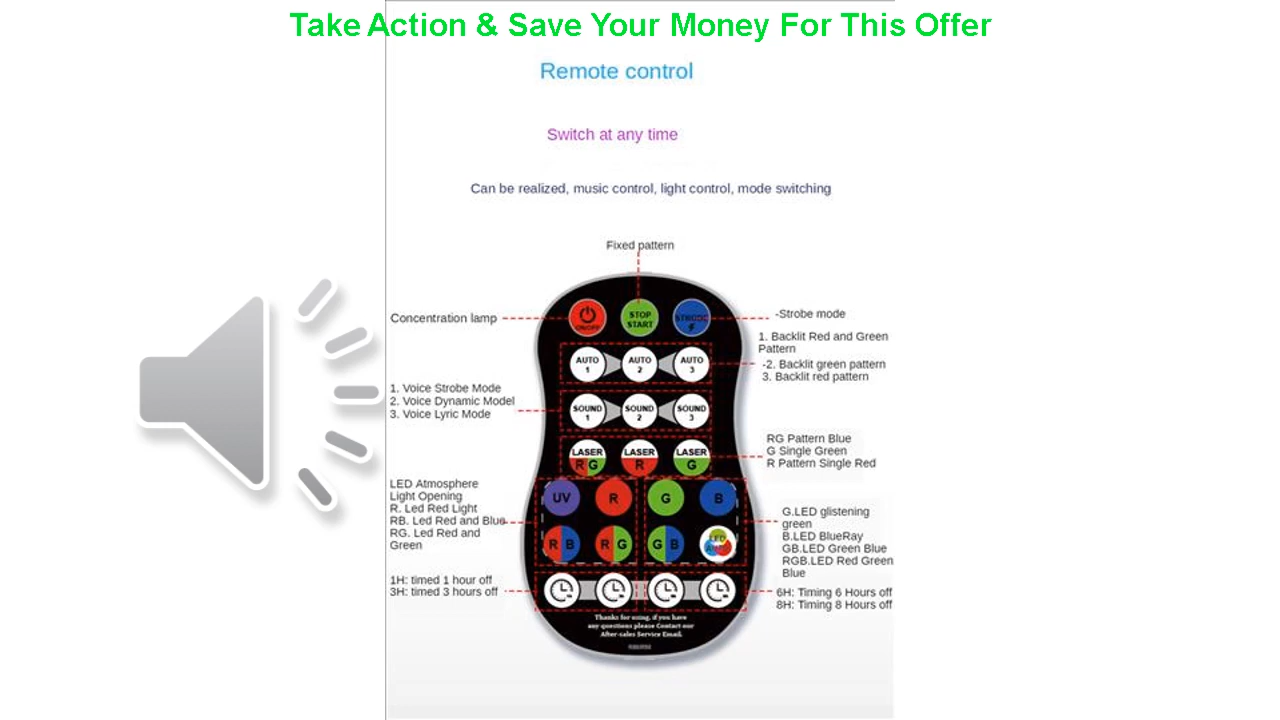 Take Action & Save Your Money For This Offer
Remote control
Switch at any time
Can be realized, music control, light control, mode switching
Fixed pattern
Concentration lamp
ON/OFF
STOP
START
STROBE
-Strobe mode
1. Backlit Red and Green
Pattern
-2. Backlit green pattern
3. Backlit red pattern
AUTO
1
AUTO
2
AUTO
3
1. Voice Strobe Mode
2. Voice Dynamic Model
3. Voice Lyric Mode
SOUND
1
SOUND
2
SOUND
3
LASER
R G
LASER
R
LASER
G
RG Pattern Blue
G Single Green
R Pattern Single Red
LED Atmosphere
Light Opening
R. Led Red Light
RB. Led Red and Blue
RG. Led Red and
Green
UV
R
G
B
R B
R G
G B
LED
G.LED glistening
green
B.LED BlueRay
GB.LED Green Blue
RGB.LED Red Green
Blue
1H: timed 1 hour off
3H: timed 3 hours off
6H: Timing 6 Hours off
8H: Timing 8 Hours off
Thanks for using, if you have
any questions please Contact our
After-sales Service Email.